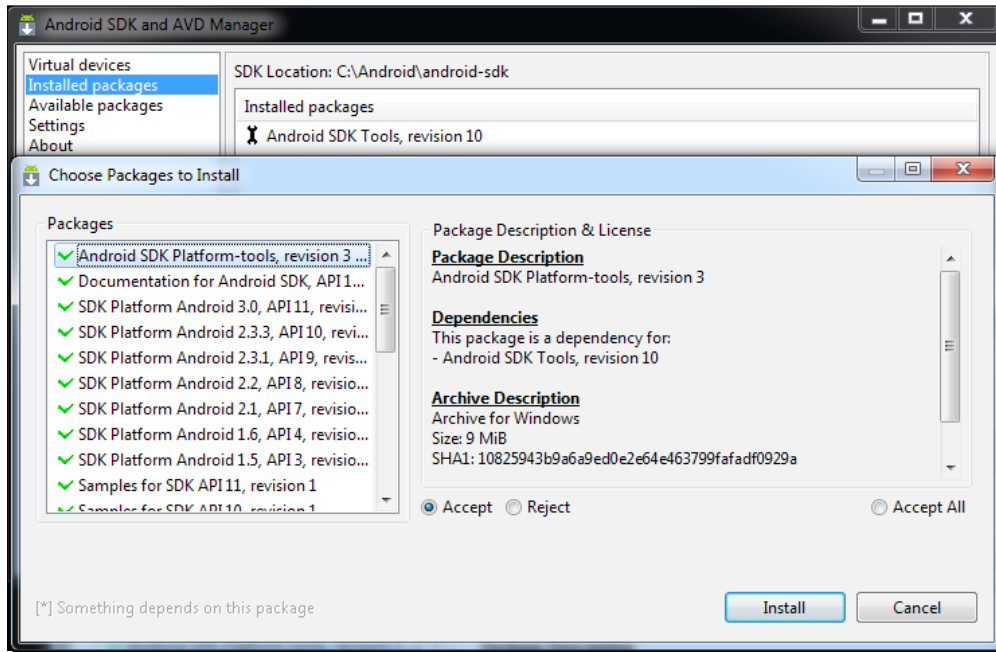 Android SDK and AVD Manager
Virtual devices
Installed packages
Available packages
Settings
About
SDK Location: C:\Android\android-sdk
Installed packages
Android SDK Tools, revision 10
Choose Packages to Install
Packages
Android SDK Platform-tools, revision 3 ...
Documentation for Android SDK, API 1...
SDK Platform Android 3.0, API 11, revisi...
SDK Platform Android 2.3.3, API 10, revi...
SDK Platform Android 2.3.1, API 9, revis...
SDK Platform Android 2.2, API 8, revisio...
SDK Platform Android 2.1, API 7, revisio...
SDK Platform Android 1.6, API 4, revisio...
SDK Platform Android 1.5, API 3, revisio...
Samples for SDK API 11, revision 1
Samples for SDK API 10, revision 1
Package Description & License
Package Description
Android SDK Platform-tools, revision 3
Dependencies
This package is a dependency for:
- Android SDK Tools, revision 10
Archive Description
Archive for Windows
Size: 9 MiB
SHA1: 10825943b9a6a9ed0e2e64e463799fafadf0929a
Accept Reject Accept All
[*] Something depends on this package
Install Cancel